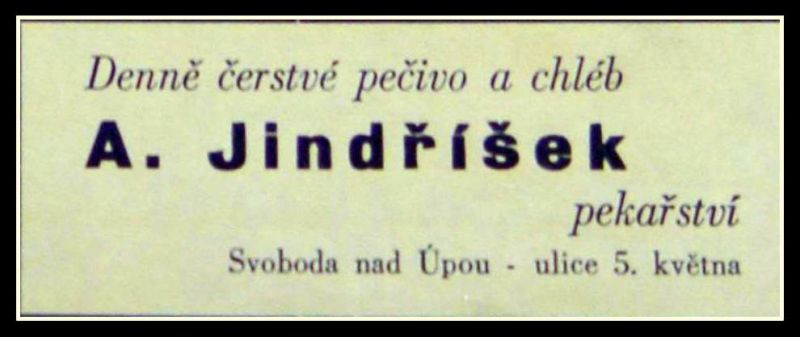 Denně čerstvé pečivo a chléb
A. Jindříšek
pekařství
Svoboda nad Úpou - ulice 5. května